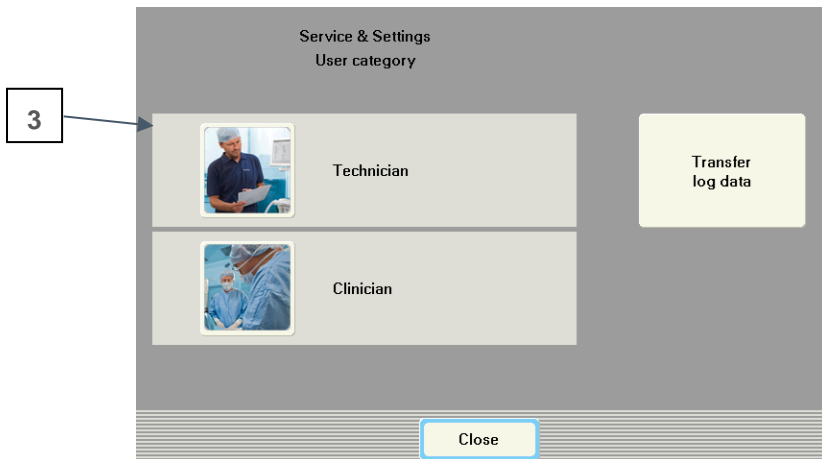 Service & Settings
User category
3
Technician
Transfer
log data
Clinician
Close